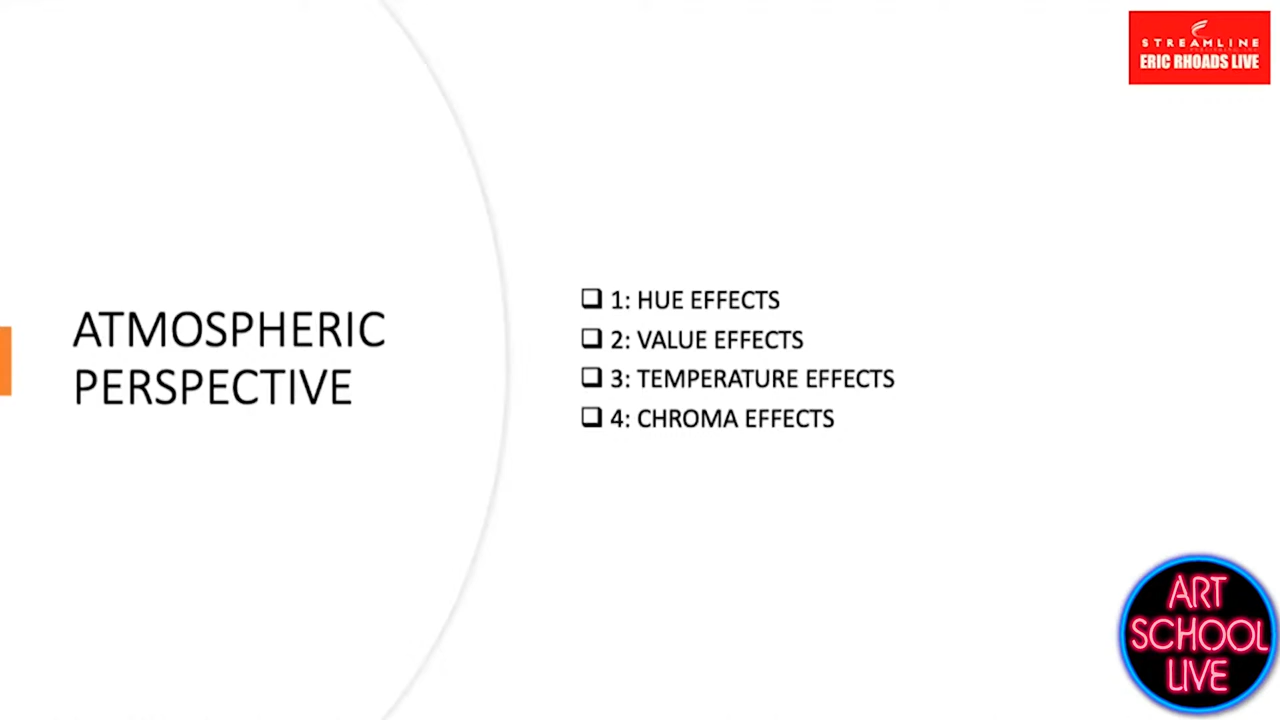 STREAMLINE
ERIC RHOADS LIVE
ATMOSPHERIC
PERSPECTIVE
1: HUE EFFECTS
2: VALUE EFFECTS
3: TEMPERATURE EFFECTS
4: CHROMA EFFECTS
ART
SCHOOL
LIVE